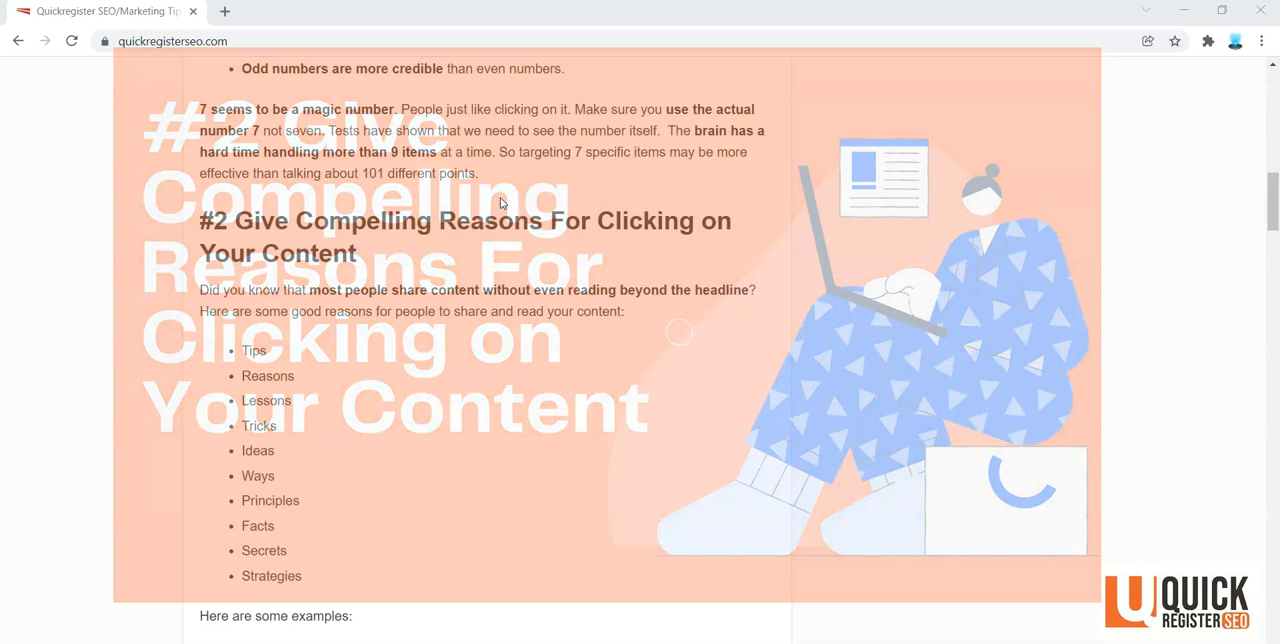 Quickregister SEO/Marketing Tip
quickregisterseo.com
• Odd numbers are more credible than even numbers.
7 seems to be a magic number. People just like clicking on it. Make sure you use the actual
number 7 not seven. Tests have shown that we need to see the number itself.  The brain has a
hard time handling more than 9 items at a time. So targeting 7 specific items may be more
effective than talking about 101 different points.
#2 Give Compelling Reasons For Clicking on
Your Content
Did you know that most people share content without even reading beyond the headline?
Here are some good reasons for people to share and read your content:
• Tips
• Reasons
• Lessons
• Tricks
• Ideas
• Ways
• Principles
• Facts
• Secrets
• Strategies
Here are some examples:
#2 Give
Compelling
Reasons For
Clicking on
Your Content
QUICK
REGISTER SEO